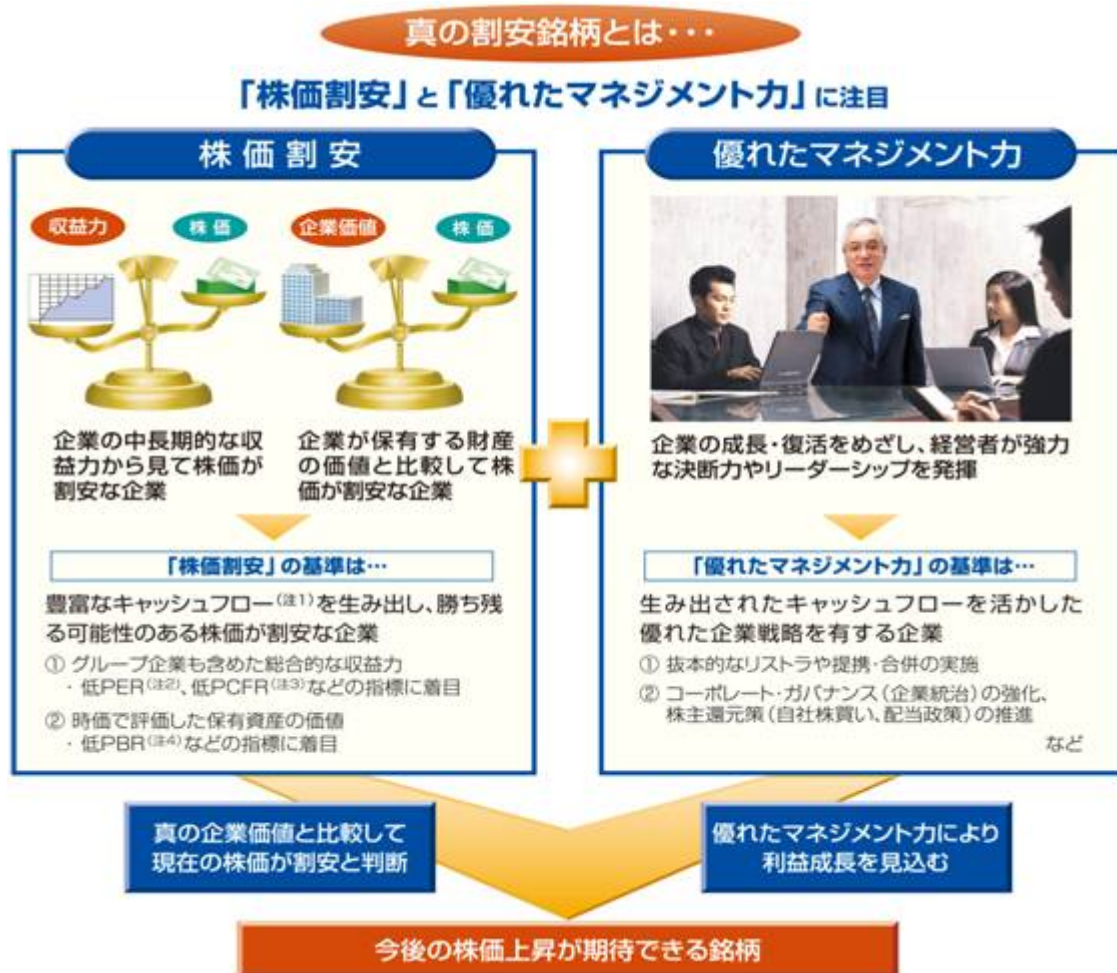 真の割安銘柄とは・・・
「株価割安」と「優れたマネジメント力」に注目
株価割安
収益力
株価
企業価値
株価
企業の中長期的な収
益力から見て株価が
割安な企業
企業が保有する財産
の価値と比較して株
価が割安な企業
「株価割安」の基準は…
豊富なキャッシュフロー(注1)を生み出し、勝ち残
る可能性のある株価が割安な企業
① グループ企業も含めた総合的な収益力
・低PER(注2)、低PCFR(注3)などの指標に着目
② 時価で評価した保有資産の価値
・低PBR(注4)などの指標に着目
優れたマネジメント力
企業の成長・復活をめざし、経営者が強力
な決断力やリーダーシップを発揮
「優れたマネジメント力」の基準は…
生み出されたキャッシュフローを活かした
優れた企業戦略を有する企業
① 抜本的なリストラや提携・合併の実施
② コーポレート・ガバナンス(企業統治)の強化、
株主還元策(自社株買い、配当政策)の推進
など
真の企業価値と比較して
現在の株価が割安と判断
優れたマネジメント力により
利益成長を見込む
今後の株価上昇が期待できる銘柄